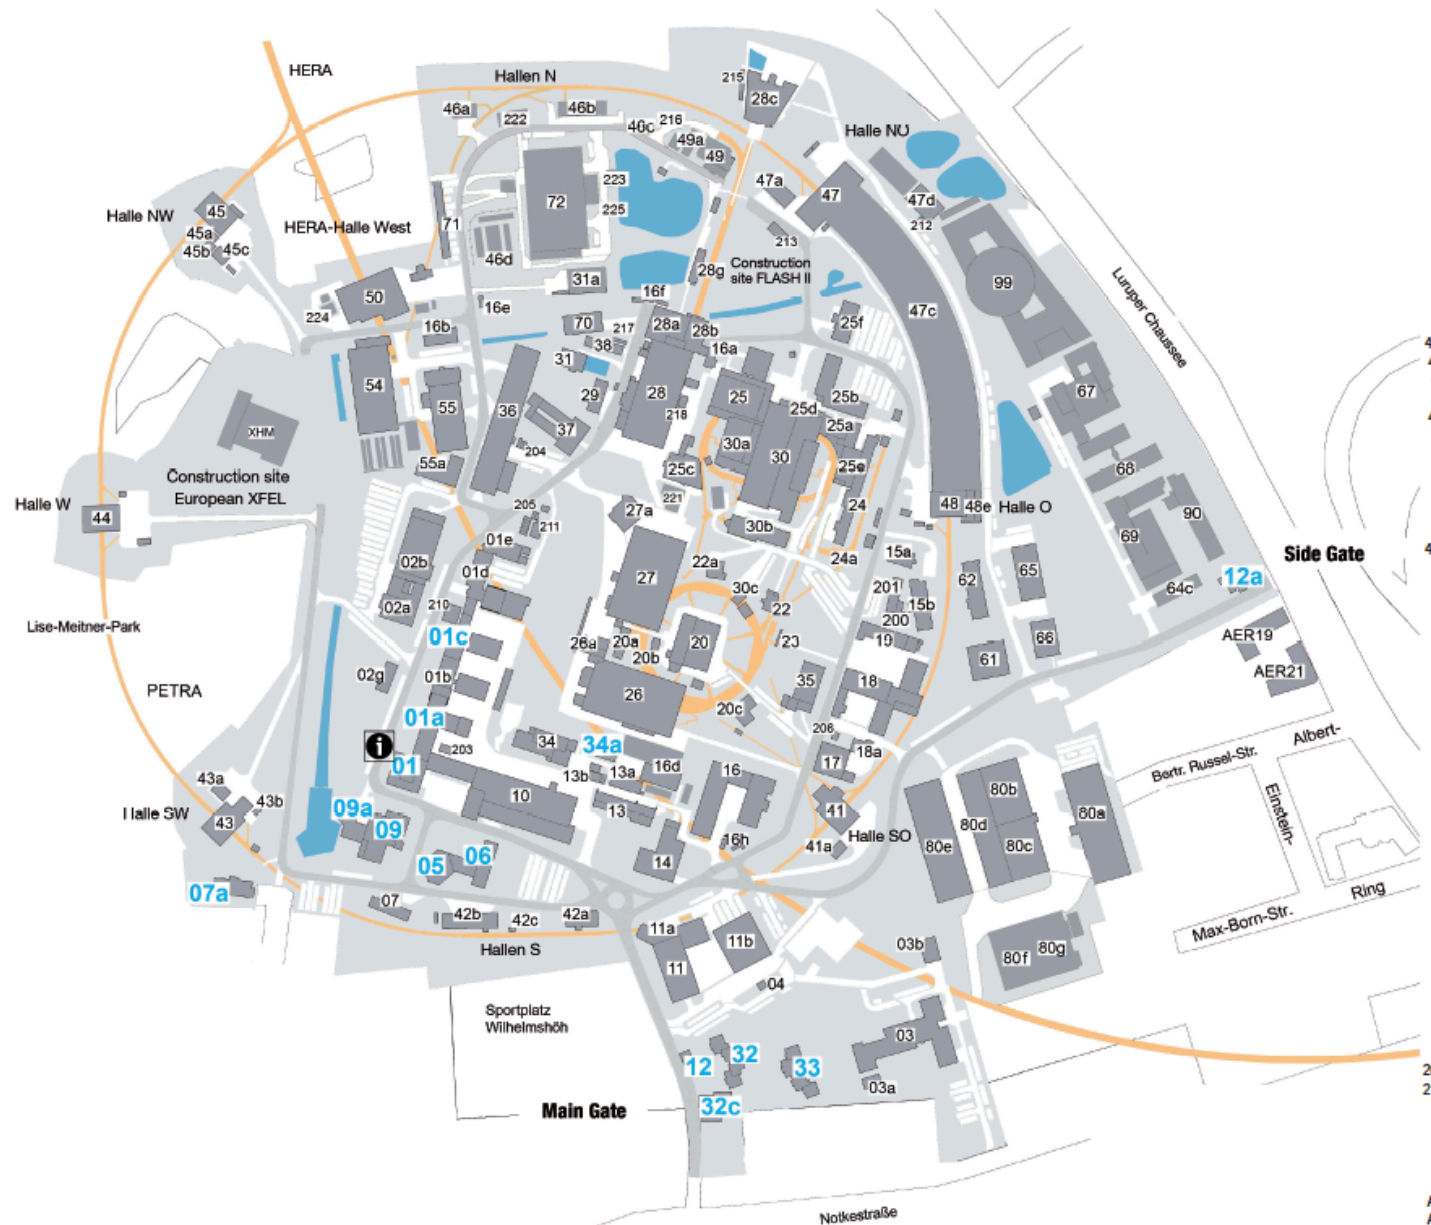 HERA
Hallen N
215
28c
46a
222
46b
46c
216
49a
49
Halle NO
47a
47
47d
212
223
72
225
71
213
Halle NW
45
45a
45b
45c
HERA-Halle West
46d
28g
Construction
site FLASH II
99
Luruper Chaussee
31a
16f
50
224
16e
16b
70
217
38
28a
28b
16a
25f
47c
31
54
55
36
29
28
218
25
25d
25b
25a
67
37
204
30a
30
25e
XHM
55a
25c
68
Construction site
European XFEL
Halle W
44
205
211
221
27a
30b
24
48
48e
Halle O
90
69
02b
01e
24a
15a
Side Gate
01d
27
22a
30c
62
65
12a
64c
201
02a
210
22
15b
200
01c
26a
20a
20b
20
23
19
66
AER19
Lise-Meitner-Park
61
AER21
02g
01b
26
35
18
PETRA
20c
01a
206
203
34
34a
18a
Albert-
Bertr. Russel-Str.
01
13b
13a
16d
16
17
43a
43b
10
80b
80a
Einstein-
Halle SW
43
09a
09
13
41
80d
Halle SO
80e
80c
05
06
14
16h
41a
07a
07
Ring
42b
42c
42a
Max-Born-Str.
Hallen S
11a
11b
11
03b
80f
80g
04
Sportplatz
Wilhelmshöh
03
12
32
33
03a
Main Gate
32c
Notkestraße